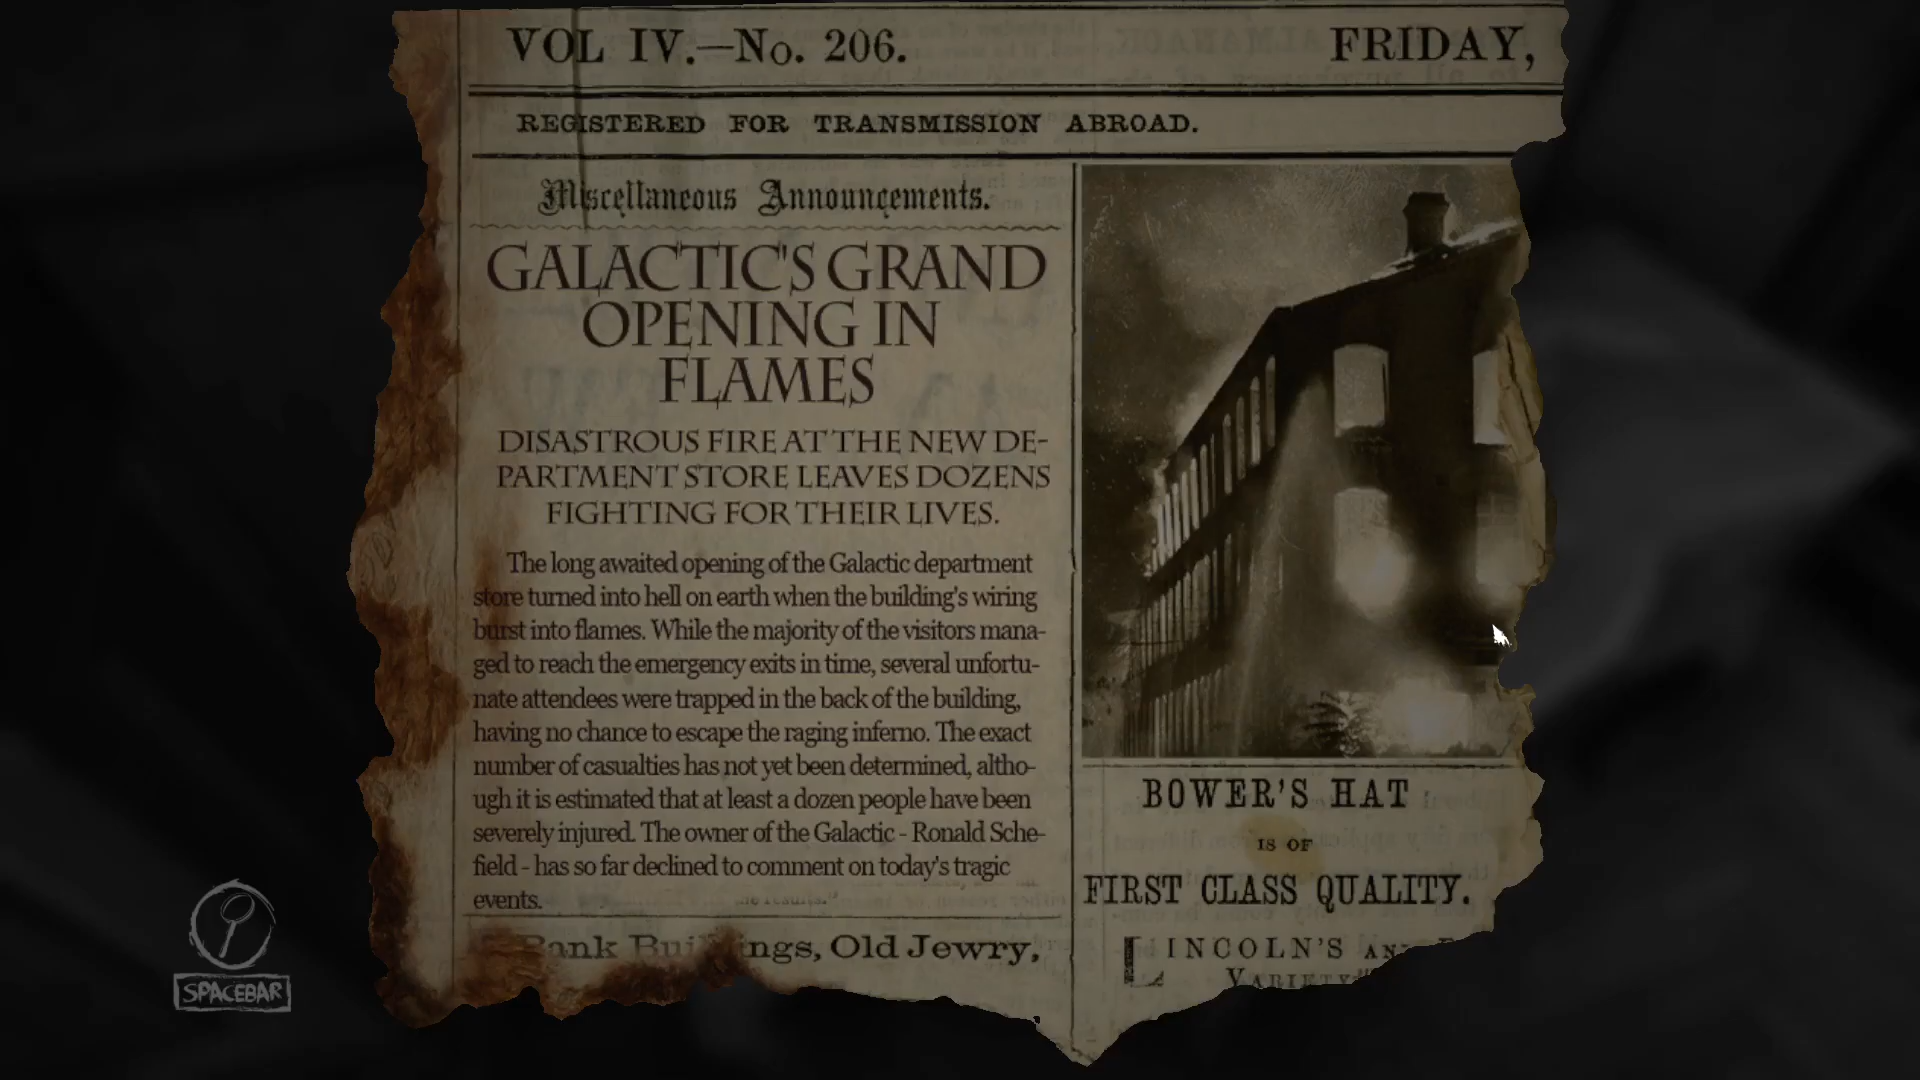 VOL IV.—No. 206.
FRIDAY,
REGISTERED FOR TRANSMISSION ABROAD.
Miscellaneous Announcements.
GALACTIC'S GRAND
OPENING IN
FLAMES
DISASTROUS FIRE AT THE NEW DE-
PARTMENT STORE LEAVES DOZENS
FIGHTING FOR THEIR LIVES.
The long awaited opening of the Galactic department
store turned into hell on earth when the building's wiring
burst into flames. While the majority of the visitors mana-
ged to reach the emergency exits in time, several unfortu-
nate attendees were trapped in the back of the building,
having no chance to escape the raging inferno. The exact
number of casualties has not yet been determined, altho-
ugh it is estimated that at least a dozen people have been
severely injured. The owner of the Galactic - Ronald Sche-
field - has so far declined to comment on today's tragic
events.
Old Jewry,
BOWER'S HAT
IS OF
FIRST CLASS QUALITY.
LINCOLN'S
VARIETY
SPACEBAR